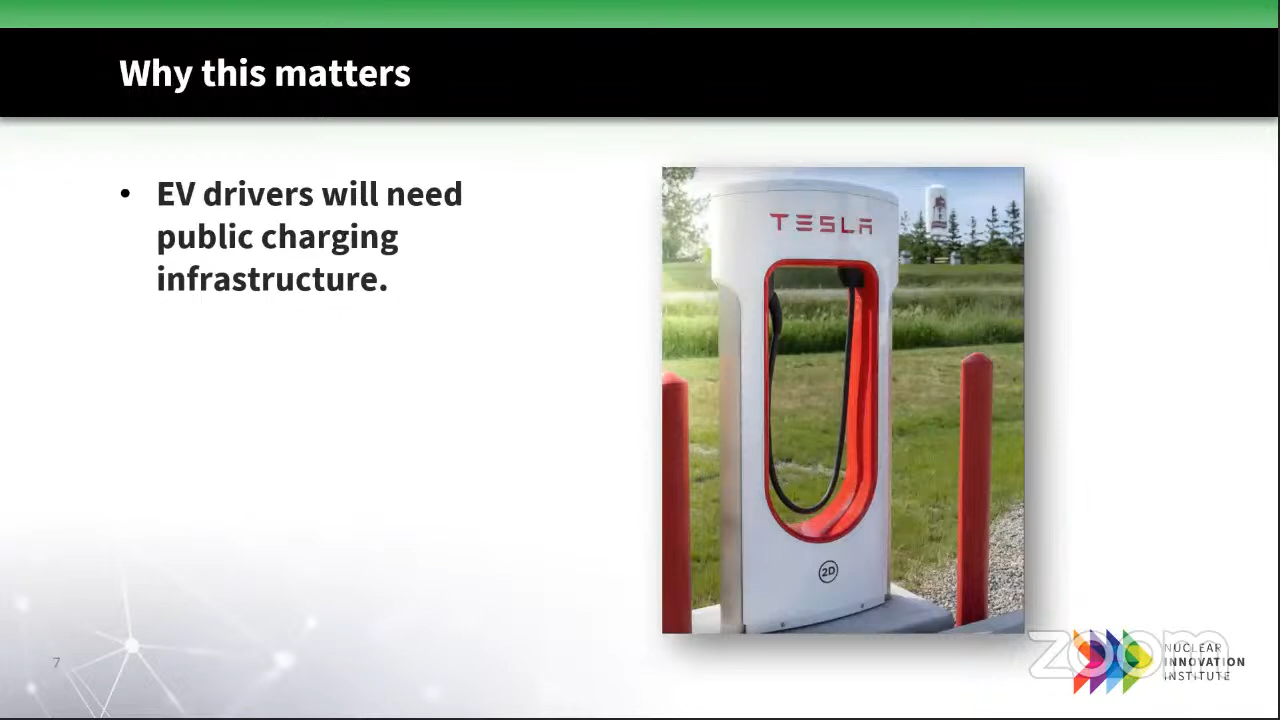 Why this matters
• EV drivers will need
public charging
infrastructure.
TESLA
2D
7
zoom
NUCLEAR
INNOVATION
INSTITUTE